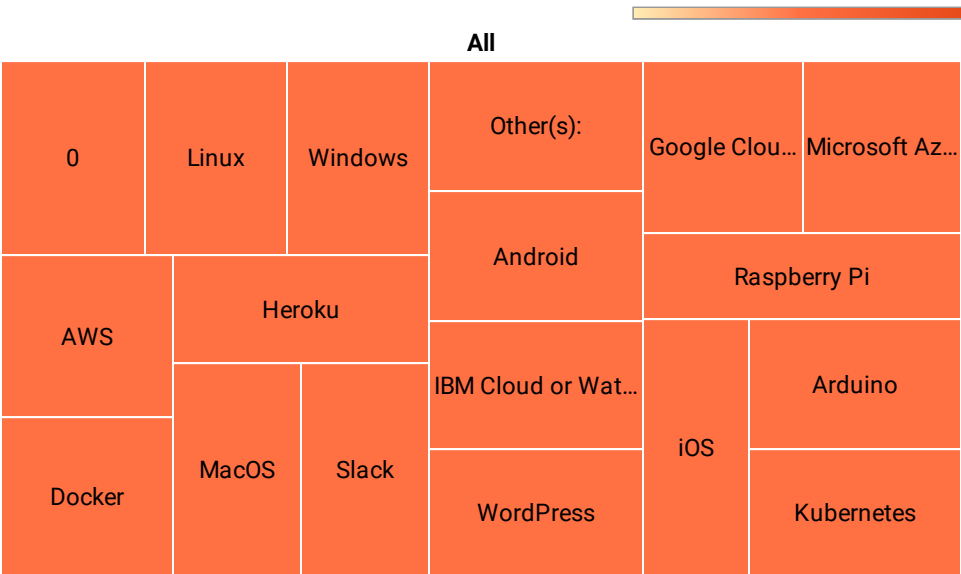 All
0
Linux
Windows
Other(s):
Google Clou...
Microsoft Az...
Android
Raspberry Pi
AWS
Heroku
IBM Cloud or Wat...
Arduino
MacOS
Slack
iOS
Docker
WordPress
Kubernetes